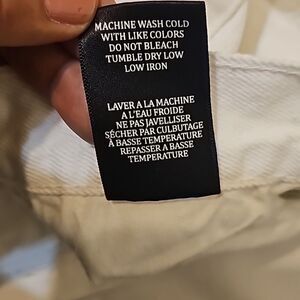 MACHINE WASH COLD
WITH LIKE COLORS
DO NOT BLEACH
TUMBLE DRY LOW
LOW IRON
LAVER A LA MACHINE
A L'EAU FROIDE
NE PAS JAVELLISER
SÉCHER PAR CULBUTAGE
À BASSE TEMPERATURE
REPASSER A BASSE
TEMPERATURE